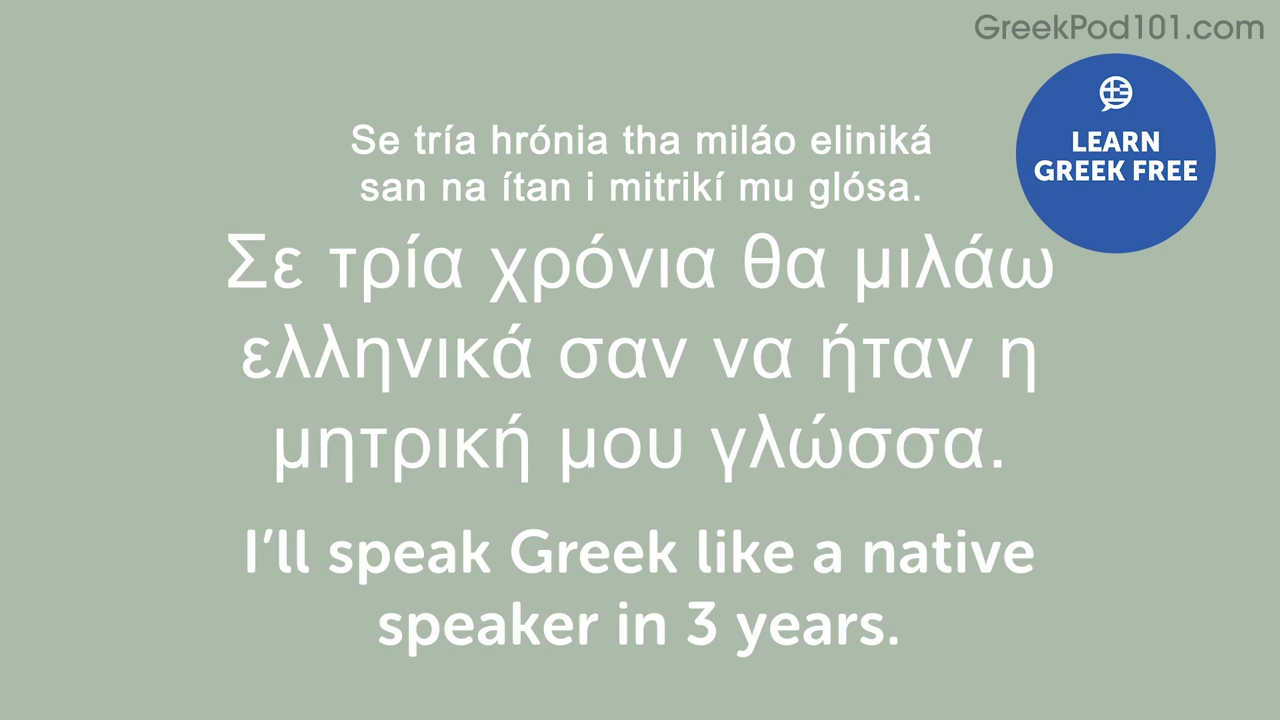 GreekPod101.com
LEARN
GREEK FREE
Se tría hrónia tha miláo eliniká
san na ítan i mitrikí mu glósa.
Σε τρία χρόνια θα μιλάω
ελληνικά σαν να ήταν η
μητρική μου γλώσσα.
I’ll speak Greek like a native
speaker in 3 years.